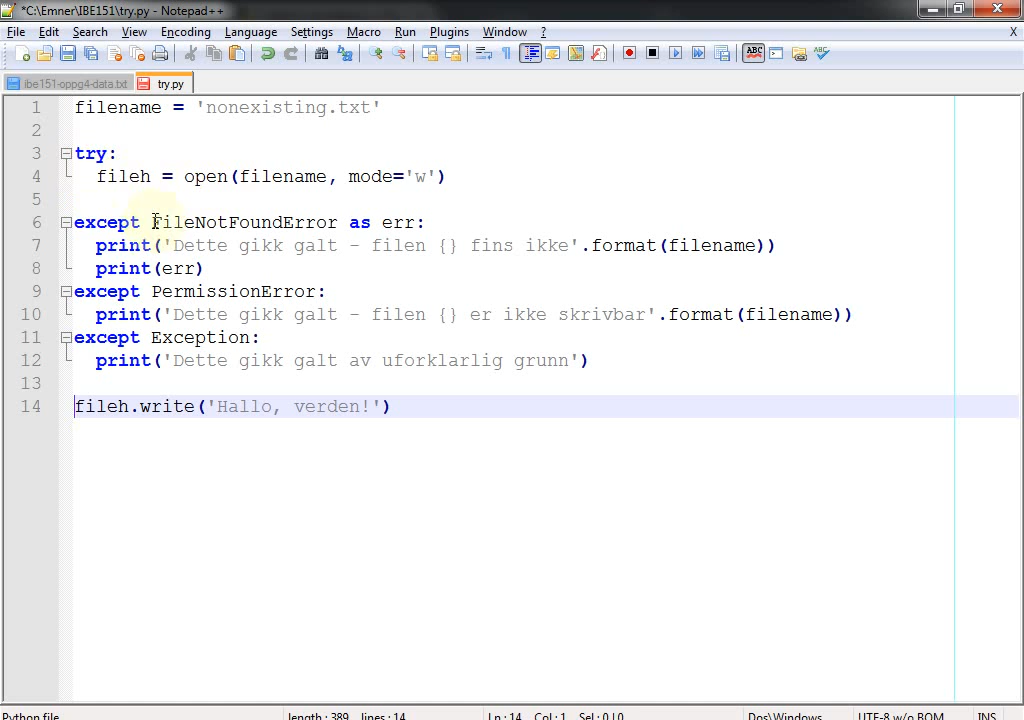 *C:\Emner\IBE151\try.py - Notepad++
File Edit Search View Encoding Language Settings Macro Run Plugins Window ? X
ibe151-oppg4-data.txt try.py
1 filename = 'nonexisting.txt'
2
3 try:
4 fileh = open(filename, mode='w')
5
6 except FileNotFoundError as err:
7 print('Dette gikk galt - filen {} fins ikke'.format(filename))
8 print(err)
9 except PermissionError:
10 print('Dette gikk galt - filen {} er ikke skrivbar'.format(filename))
11 except Exception:
12 print('Dette gikk galt av uforklarlig grunn')
13
14 fileh.write('Hallo, verden!')
Python file length : 389 lines : 14 Ln : 14 Col : 1 Sel : 0 | 0 Dos\Windows UTF-8 w/o BOM INS